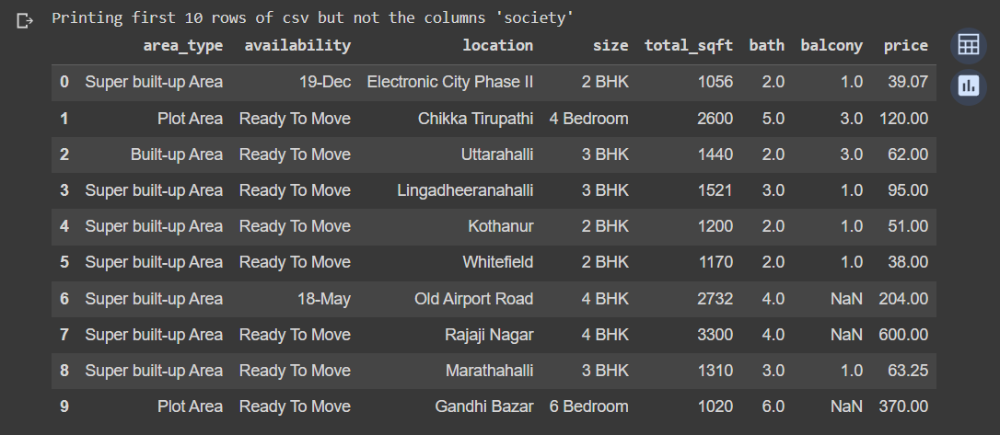 Printing first 10 rows of csv but not the columns 'society'
area_type availability location size total_sqft bath balcony price
0 Super built-up Area 19-Dec Electronic City Phase II 2 BHK 1056 2.0 1.0 39.07
1 Plot Area Ready To Move Chikka Tirupathi 4 Bedroom 2600 5.0 3.0 120.00
2 Built-up Area Ready To Move Uttarahalli 3 BHK 1440 2.0 3.0 62.00
3 Super built-up Area Ready To Move Lingadheeranahalli 3 BHK 1521 3.0 1.0 95.00
4 Super built-up Area Ready To Move Kothanur 2 BHK 1200 2.0 1.0 51.00
5 Super built-up Area Ready To Move Whitefield 2 BHK 1170 2.0 1.0 38.00
6 Super built-up Area 18-May Old Airport Road 4 BHK 2732 4.0 NaN 204.00
7 Super built-up Area Ready To Move Rajaji Nagar 4 BHK 3300 4.0 NaN 600.00
8 Super built-up Area Ready To Move Marathahalli 3 BHK 1310 3.0 1.0 63.25
9 Plot Area Ready To Move Gandhi Bazar 6 Bedroom 1020 6.0 NaN 370.00